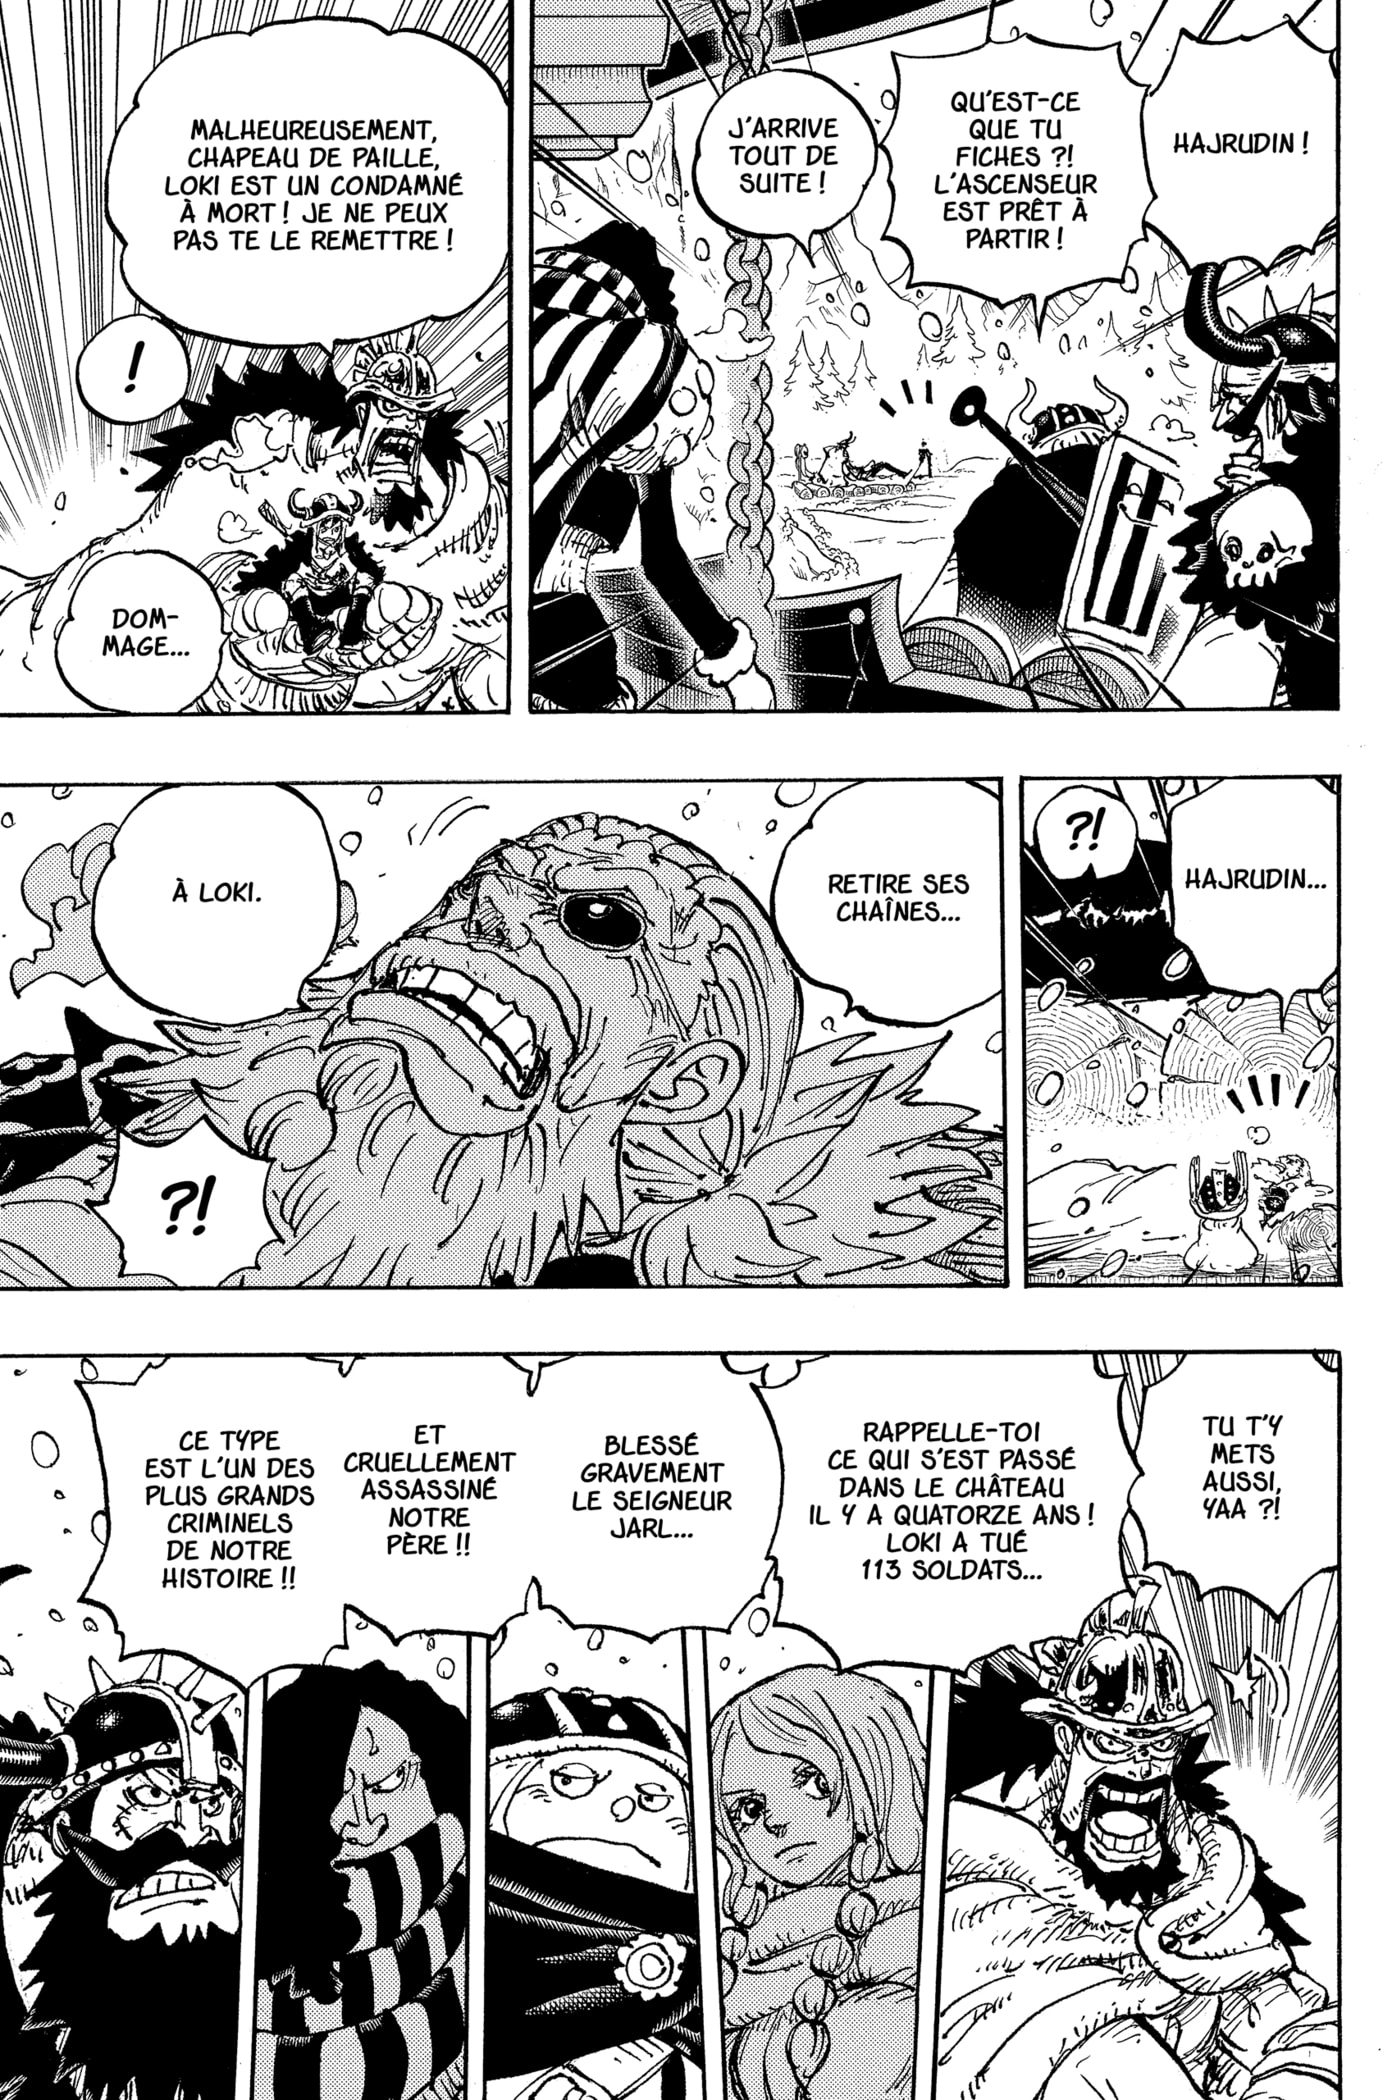 HAJRUDIN !
QU'EST-CE
QUE TU
FICHES ?!
L'ASCENSEUR
EST PRÊT À
PARTIR !
J'ARRIVE
TOUT DE
SUITE !
MALHEUREUSEMENT,
CHAPEAU DE PAILLE,
LOKI EST UN CONDAMNÉ
À MORT ! JE NE PEUX
PAS TE LE REMETTRE !
!
DOM-
MAGE...
HAJRUDIN...
?!
RETIRE SES
CHAÎNES...
À LOKI.
?!
TU T'Y
METS
AUSSI,
YAA ?!
RAPPELLE-TOI
CE QUI S'EST PASSÉ
DANS LE CHÂTEAU
IL Y A QUATORZE ANS !
LOKI A TUÉ
113 SOLDATS...
BLESSÉ
GRAVEMENT
LE SEIGNEUR
JARL...
ET
CRUELLEMENT
ASSASSINÉ
NOTRE
PÈRE !!
CE TYPE
EST L'UN DES
PLUS GRANDS
CRIMINELS
DE NOTRE
HISTOIRE !!